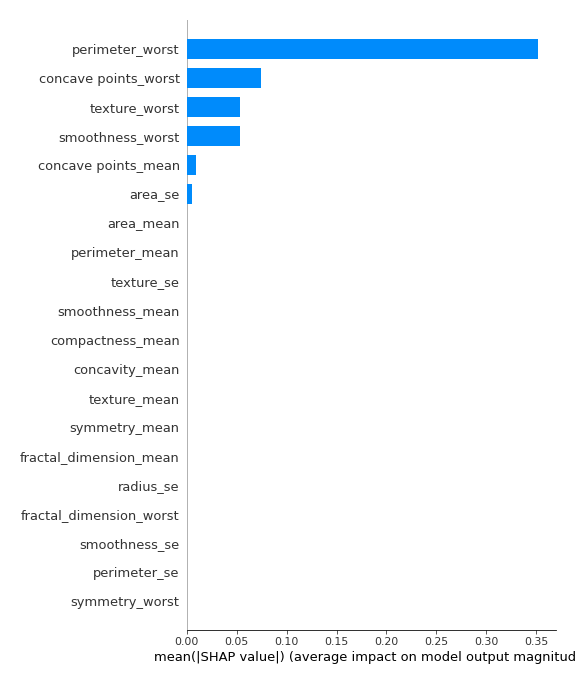 perimeter_worst
concave points_worst
texture_worst
smoothness_worst
concave points_mean
area_se
area_mean
perimeter_mean
texture_se
smoothness_mean
compactness_mean
concavity_mean
texture_mean
symmetry_mean
fractal_dimension_mean
radius_se
fractal_dimension_worst
smoothness_se
perimeter_se
symmetry_worst
0.00 0.05 0.10 0.15 0.20 0.25 0.30 0.35
mean(|SHAP value|) (average impact on model output magnitud